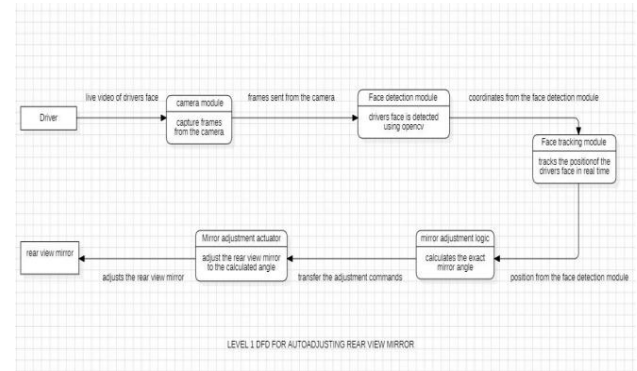 live video of drivers face
frames sent from the camera
coordinates from the face detection module
Driver
camera module
capture frames
from the camera
Face detection module
drivers face is detected
using opencv
Face tracking module
tracks the positionof the
drivers face in real time
rear view mirror
Mirror adjustment actuator
adjust the rear view mirror
to the calculated angle
mirror adjustment logic
calculates the exact
mirror angle
adjusts the rear view mirror
transfer the adjustment commands
position from the face detection module
LEVEL 1 DFD FOR AUTOADJUSTING REAR VIEW MIRROR